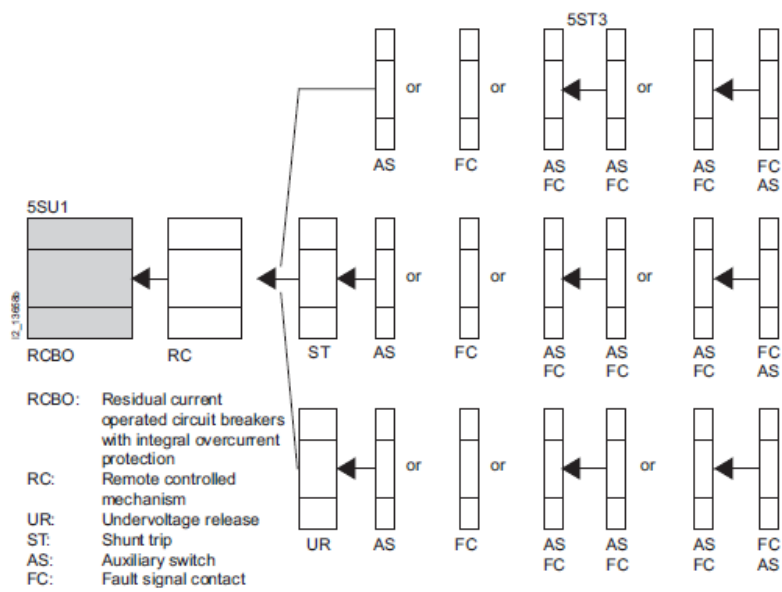 5ST3
or or or
AS FC AS AS AS FC
FC FC FC AS
5SU1
or or or
I2_13658b
RCBO RC ST AS FC AS AS AS FC
FC FC FC AS
RCBO: Residual current
operated circuit breakers
with integral overcurrent
protection
RC: Remote controlled
mechanism
UR: Undervoltage release
ST: Shunt trip
AS: Auxiliary switch
FC: Fault signal contact
or or or
UR AS FC AS AS AS FC
FC FC FC AS